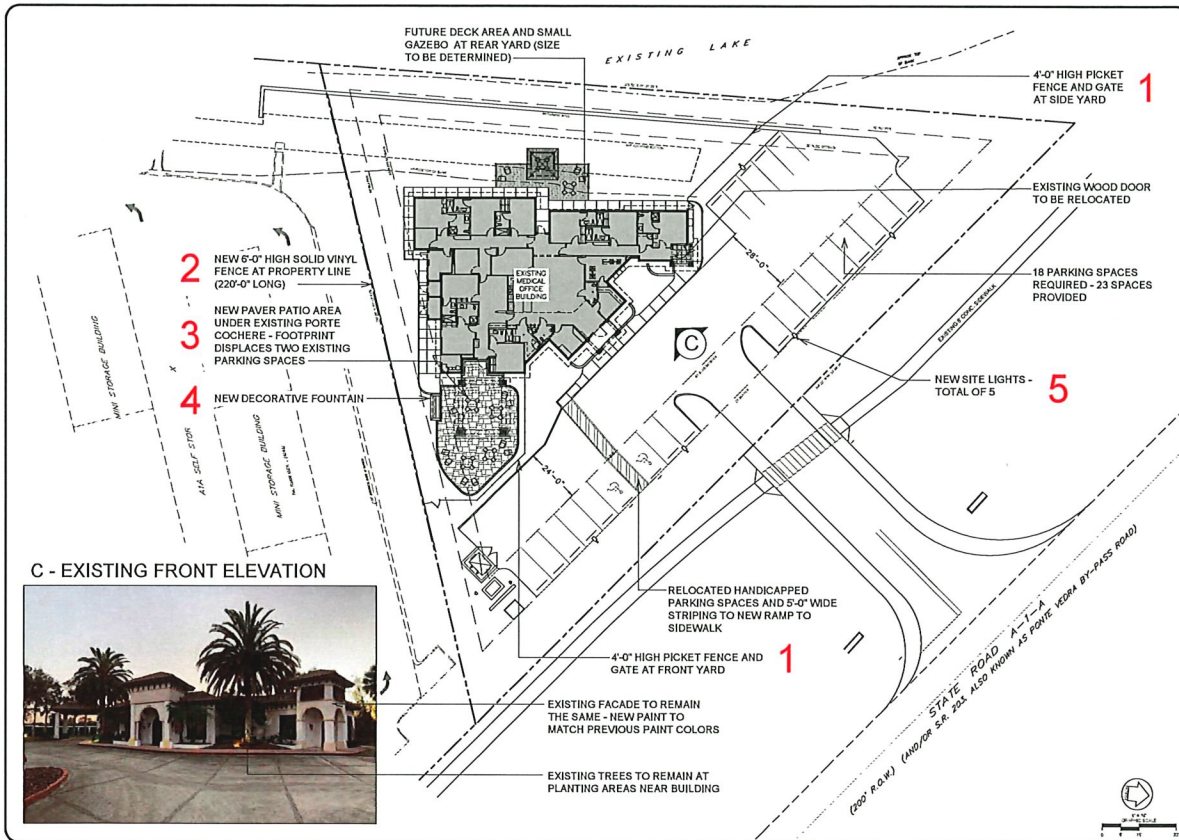 FUTURE DECK AREA AND SMALL
GAZEBO AT REAR YARD (SIZE
TO BE DETERMINED)
EXISTING LAKE
4'-0" HIGH PICKET
FENCE AND GATE
AT SIDE YARD
1
EXISTING WOOD DOOR
TO BE RELOCATED
2
NEW 6'-0" HIGH SOLID VINYL
FENCE AT PROPERTY LINE
(220'-0" LONG)
3
NEW PAVER PATIO AREA
UNDER EXISTING PORTE
COCHERE - FOOTPRINT
DISPLACES TWO EXISTING
PARKING SPACES
4
NEW DECORATIVE FOUNTAIN
EXISTING
MEDICAL
OFFICE
BUILDING
28'-0"
18 PARKING SPACES
REQUIRED - 23 SPACES
PROVIDED
C
NEW SITE LIGHTS -
TOTAL OF 5
5
24'-0"
MINI STORAGE BUILDING
A1A SELF STOR
MINI STORAGE BUILDING
RELOCATED HANDICAPPED
PARKING SPACES AND 5'-0" WIDE
STRIPING TO NEW RAMP TO
SIDEWALK
4'-0" HIGH PICKET FENCE AND
GATE AT FRONT YARD
1
C - EXISTING FRONT ELEVATION
EXISTING FACADE TO REMAIN
THE SAME - NEW PAINT TO
MATCH PREVIOUS PAINT COLORS
EXISTING TREES TO REMAIN AT
PLANTING AREAS NEAR BUILDING
STATE ROAD A-1-A
(200' R.O.W.) (AND/OR S.R. 203, ALSO KNOWN AS PONTE VEDRA BY-PASS ROAD)